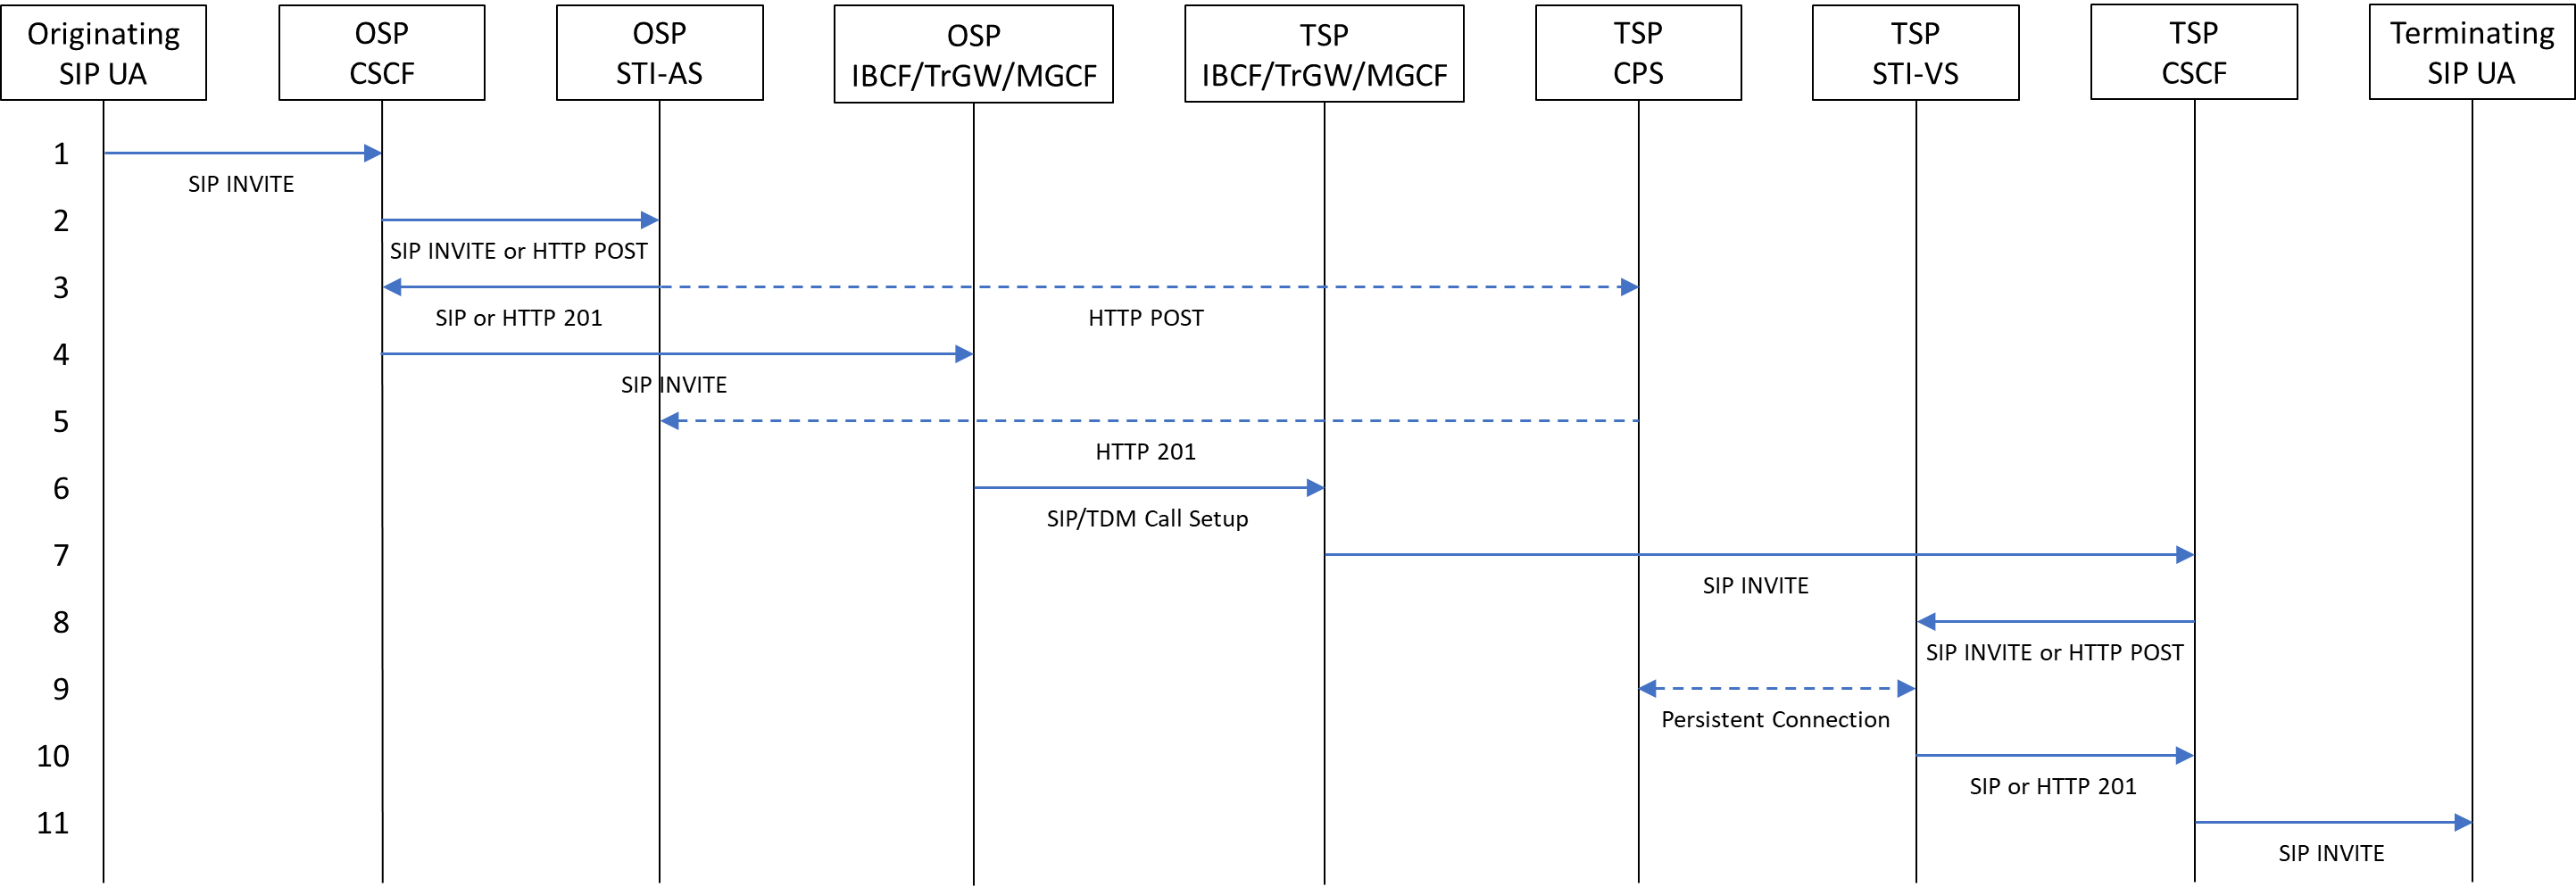 Originating
SIP UA
OSP
CSCF
OSP
STI-AS
OSP
IBCF/TrGW/MGCF
TSP
IBCF/TrGW/MGCF
TSP
CPS
TSP
STI-VS
TSP
CSCF
Terminating
SIP UA
1
SIP INVITE
2
SIP INVITE or HTTP POST
3
SIP or HTTP 201
HTTP POST
4
SIP INVITE
5
HTTP 201
6
SIP/TDM Call Setup
7
SIP INVITE
8
SIP INVITE or HTTP POST
9
Persistent Connection
10
SIP or HTTP 201
11
SIP INVITE